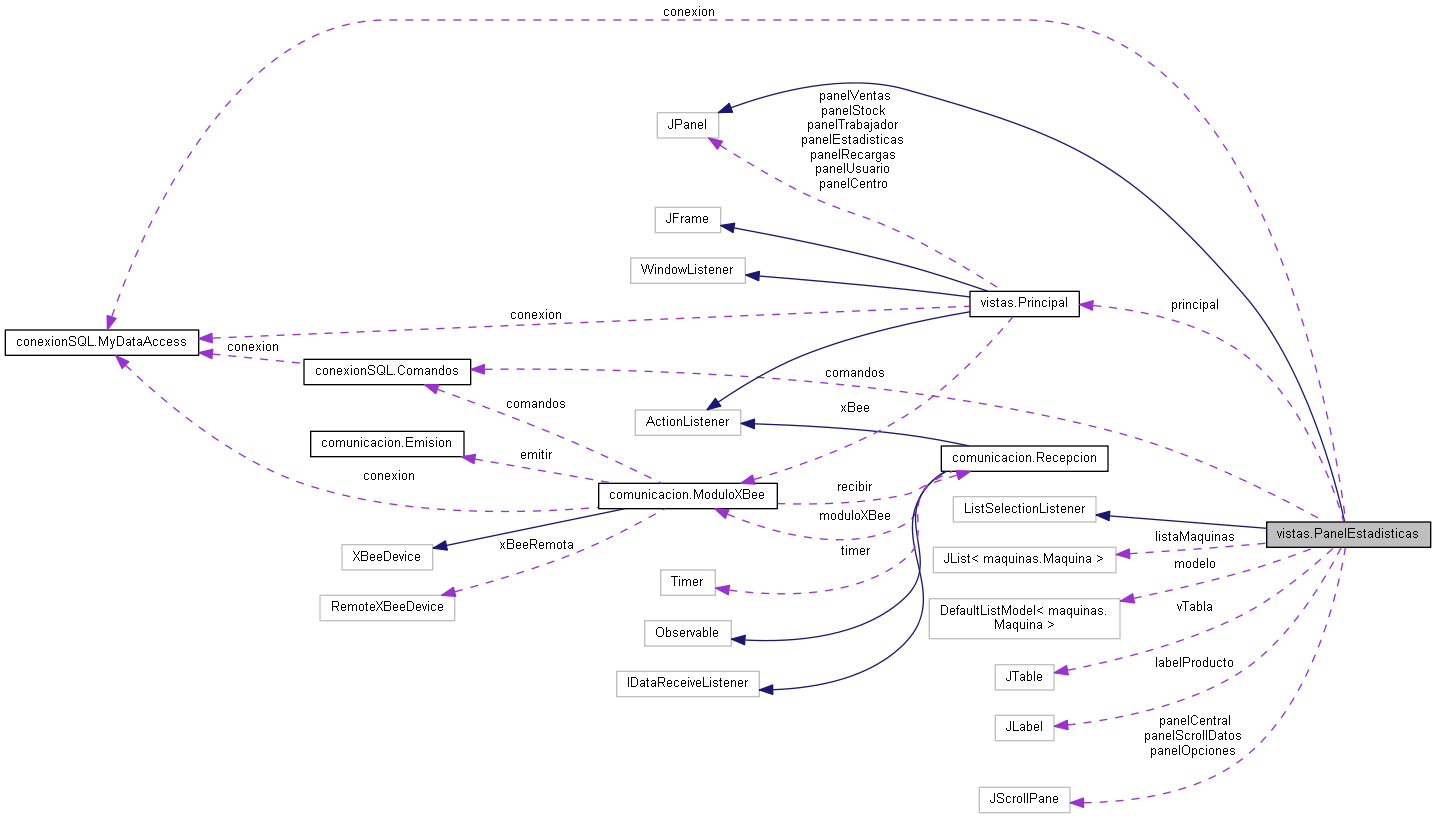 conexion
JPanel
panelVentas
panelStock
panelTrabajador
panelEstadisticas
panelRecargas
panelUsuario
panelCentro
JFrame
WindowListener
vistas.Principal
principal
conexion
conexionSQL.MyDataAccess
conexion
conexionSQL.Comandos
comandos
comandos
xBee
ActionListener
comunicacion.Emision
emitir
comunicacion.Recepcion
conexion
comunicacion.ModuloXBee
recibir
moduloXBee
ListSelectionListener
vistas.PanelEstadisticas
listaMaquinas
XBeeDevice
xBeeRemota
timer
JList< maquinas.Maquina >
modelo
Timer
RemoteXBeeDevice
DefaultListModel< maquinas.
Maquina >
vTabla
Observable
labelProducto
IDataReceiveListener
JTable
JLabel
panelCentral
panelScrollDatos
panelOpciones
JScrollPane